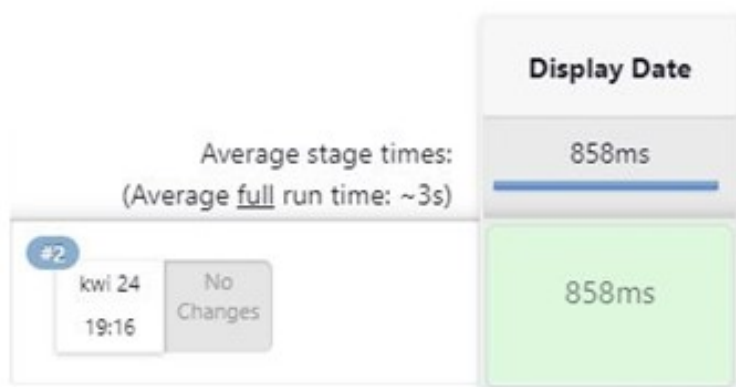 Display Date
Average stage times:
858ms
(Average full run time: ~3s)
#2
kwi 24
19:16
No
Changes
858ms